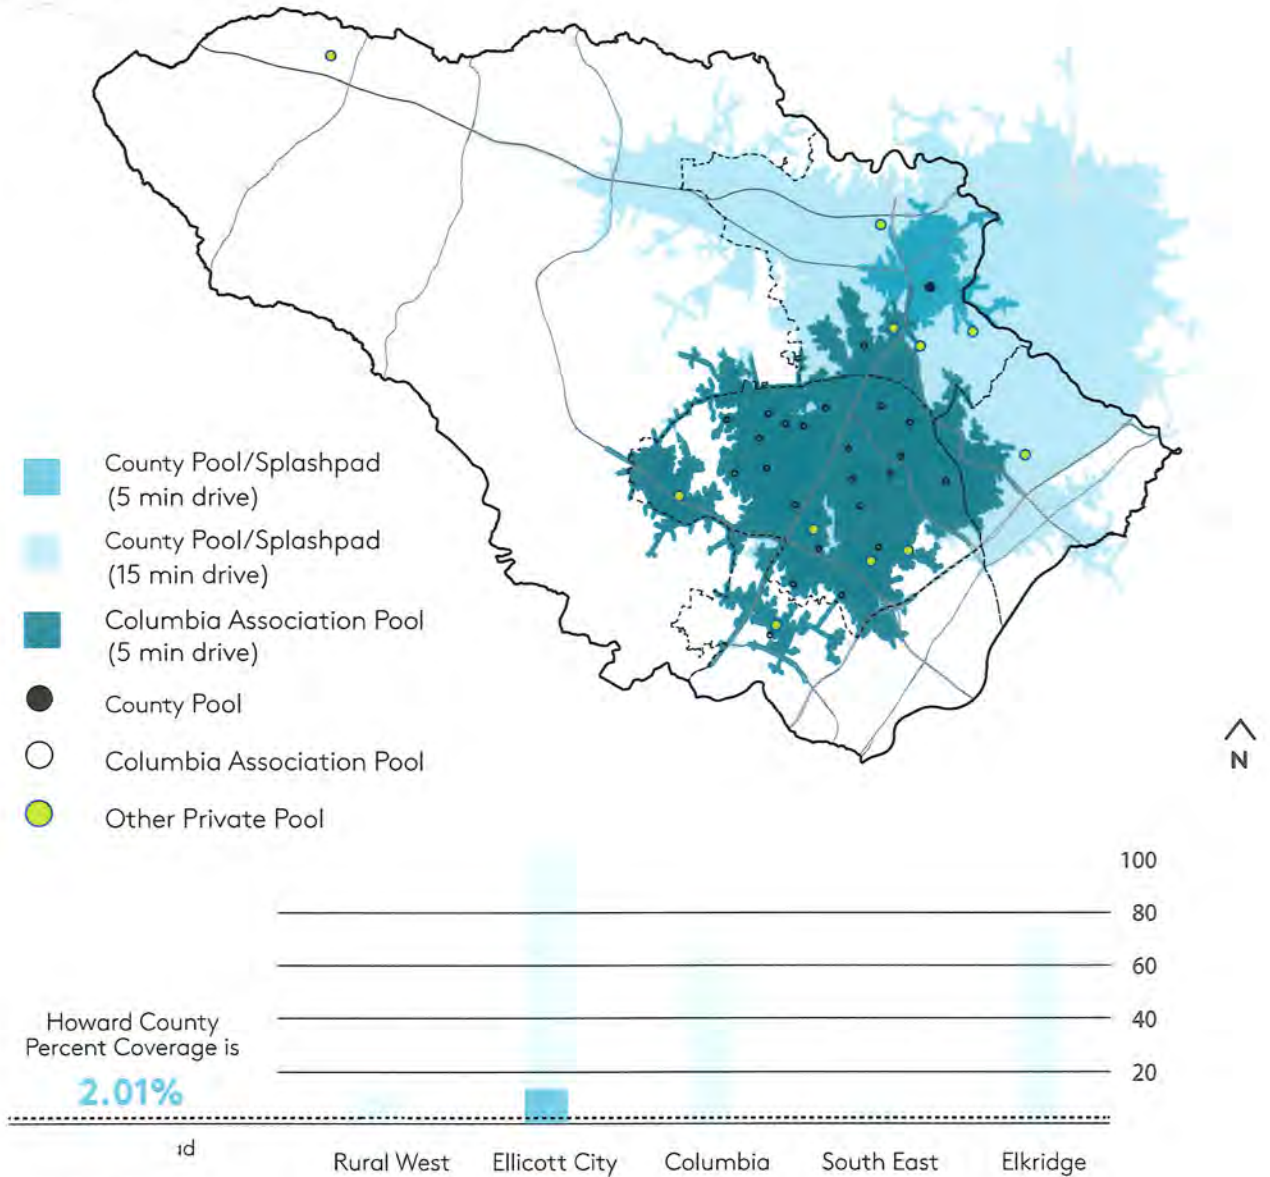 County Pool/Splashpad
(5 min drive)
County Pool/Splashpad
(15 min drive)
Columbia Association Pool
(5 min drive)
County Pool
Columbia Association Pool
Other Private Pool
N
100
80
60
40
20
Howard County
Percent Coverage is
2.01%
Rural West
Ellicott City
Columbia
South East
Elkridge